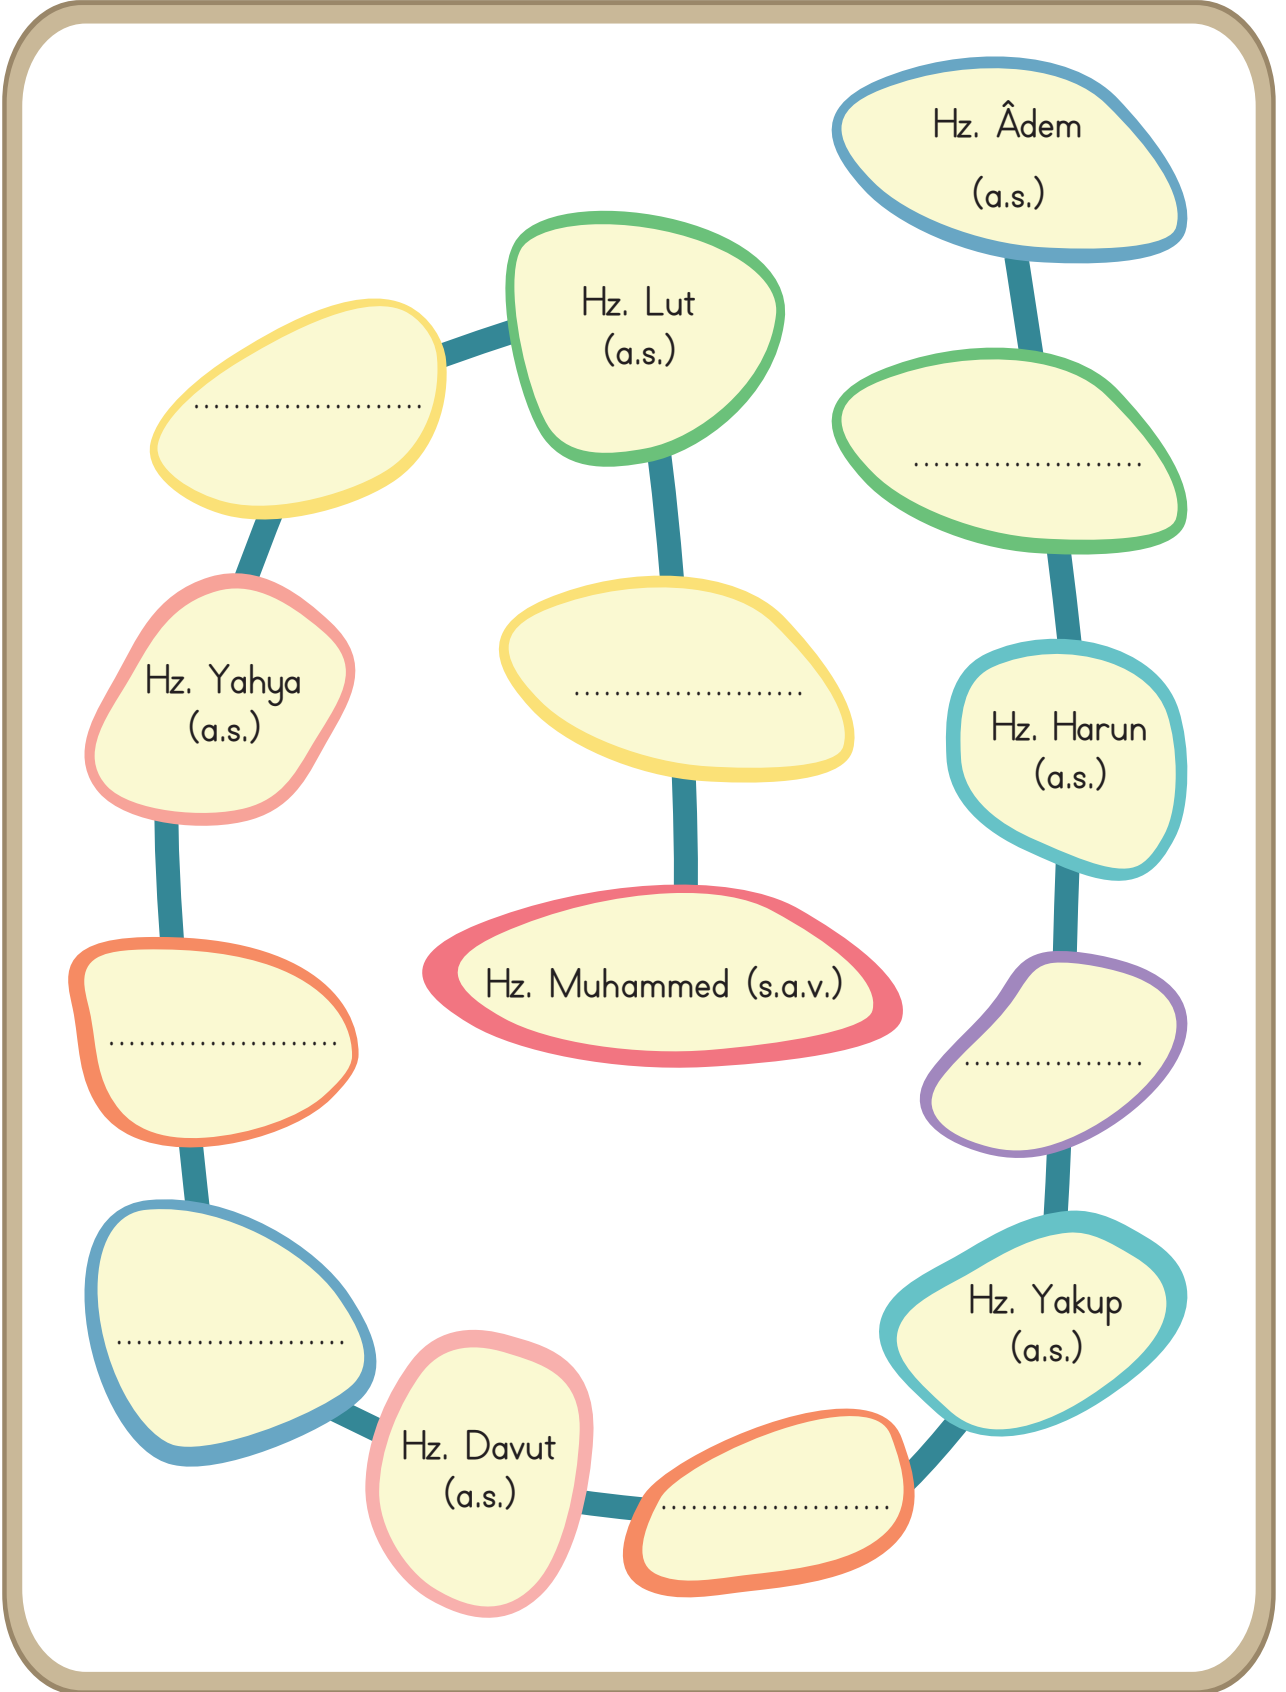 Hz. Âdem
(a.s.)
......................
Hz. Harun
(a.s.)
..................
Hz. Yakup
(a.s.)
......................
Hz. Davut
(a.s.)
......................
......................
Hz. Yahya
(a.s.)
......................
Hz. Lut
(a.s.)
......................
Hz. Muhammed (s.a.v.)